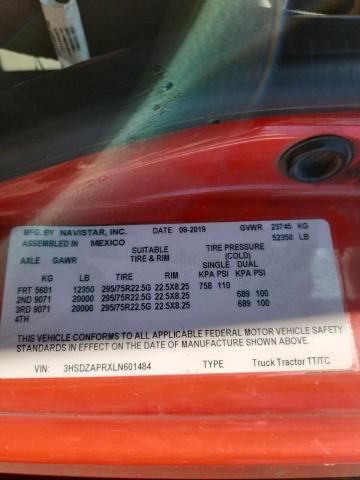 MFG. BY NAVISTAR, INC. DATE 08-2019 GVWR 23745 KG
ASSEMBLED IN MEXICO 52350 LB
SUITABLE TIRE PRESSURE
AXLE GAWR TIRE & RIM (COLD)
SINGLE DUAL
KG LB TIRE RIM KPA PSI KPA PSI
FRT 5601 12350 295/75R22.5G 22.5X8.25 758 110
2ND 9071 20000 295/75R22.5G 22.5X8.25 689 100
3RD 9071 20000 295/75R22.5G 22.5X8.25 689 100
4TH
THIS VEHICLE CONFORMS TO ALL APPLICABLE FEDERAL MOTOR VEHICLE SAFETY
STANDARDS IN EFFECT ON THE DATE OF MANUFACTURE SHOWN ABOVE.
VIN: 3HSDZAPRXLN601484 TYPE: Truck Tractor TT/TC